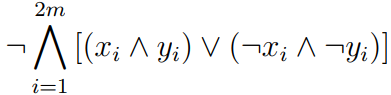 ¬ ⋀_{i=1}^{2m} [(x_i ∧ y_i) ∨ (¬x_i ∧ ¬y_i)]